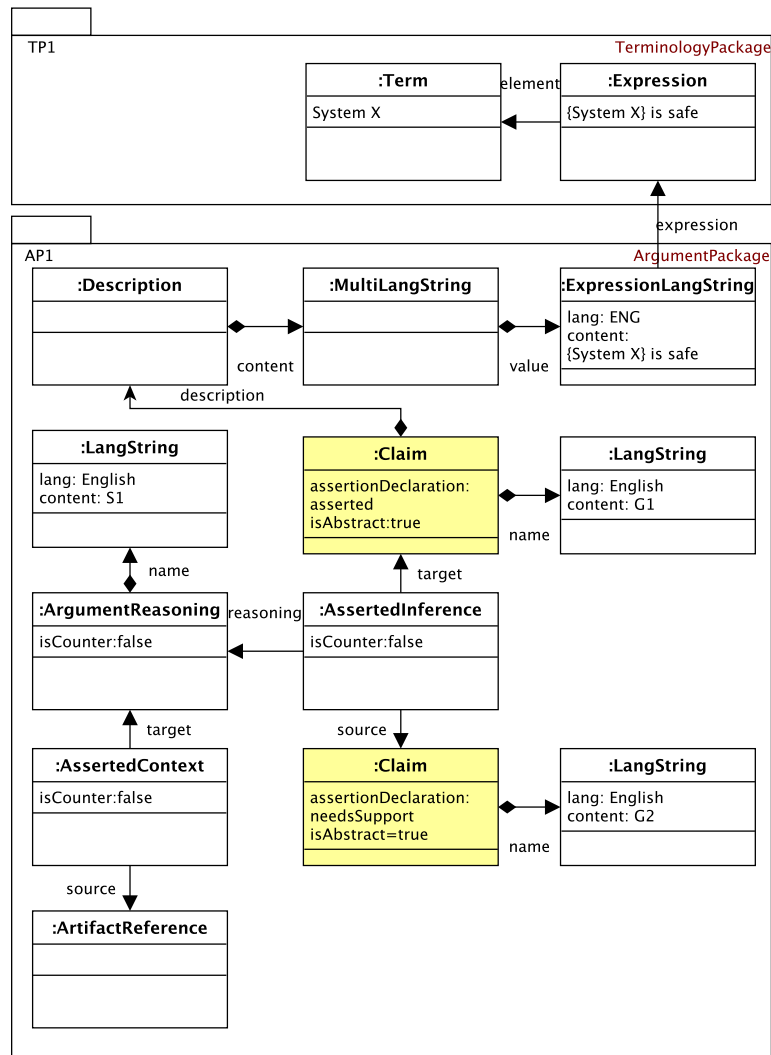 TP1
TerminologyPackage
:Term
element
:Expression
System X
{System X} is safe
expression
AP1
ArgumentPackage
:Description
:MultiLangString
:ExpressionLangString
lang: ENG
content:
{System X} is safe
content
value
description
:LangString
lang: English
content: S1
:Claim
assertionDeclaration:
asserted
isAbstract:true
:LangString
lang: English
content: G1
name
name
target
:ArgumentReasoning
isCounter:false
reasoning
:AssertedInference
isCounter:false
target
source
:AssertedContext
isCounter:false
:Claim
assertionDeclaration:
needsSupport
isAbstract=true
:LangString
lang: English
content: G2
name
source
:ArtifactReference